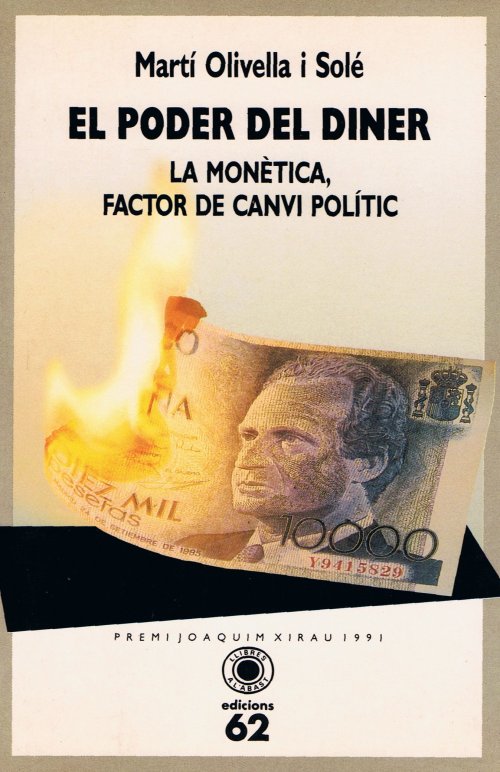 Martí Olivella i Solé
EL PODER DEL DINER
LA MONÈTICA,
FACTOR DE CANVI POLÍTIC
DIEZ MIL
pesetas
24 DE SETIEMBRE DE 1985
10000
Y9415829
PREMI JOAQUIM XIRAU 1991
LLIBRES
A L'ABAST
edicions
62